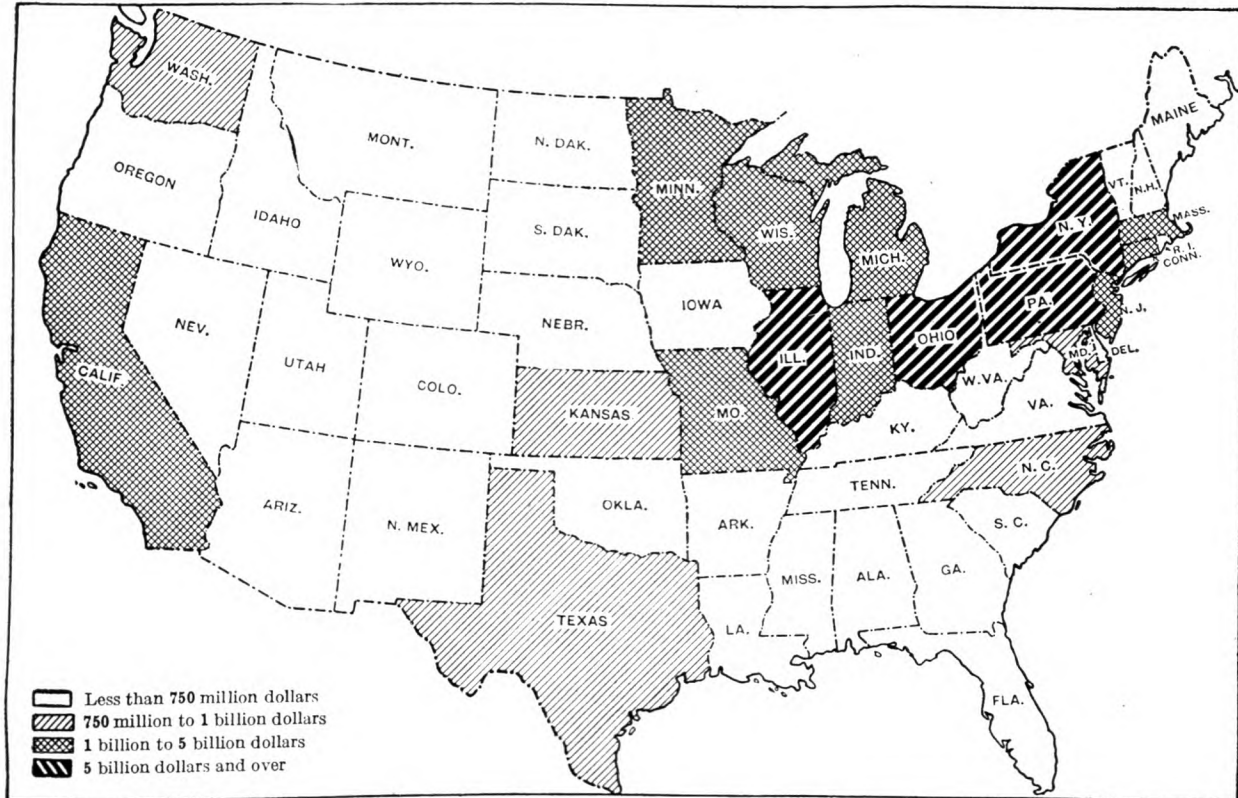 WASH.
MONT.
N. DAK.
MINN.
OREGON
IDAHO
S. DAK.
WIS.
MICH.
WYO.
MAINE
VT.
N.H.
MASS.
N. Y.
R. I.
CONN.
NEV.
NEBR.
IOWA
PA.
N. J.
UTAH
COLO.
ILL.
IND.
OHIO
MD.
DEL.
CALIF.
KANSAS
MO.
W.VA.
VA.
KY.
N. C.
ARIZ.
N. MEX.
OKLA.
ARK.
TENN.
S. C.
TEXAS
LA.
MISS.
ALA.
GA.
FLA.
Less than 750 million dollars
750 million to 1 billion dollars
1 billion to 5 billion dollars
5 billion dollars and over